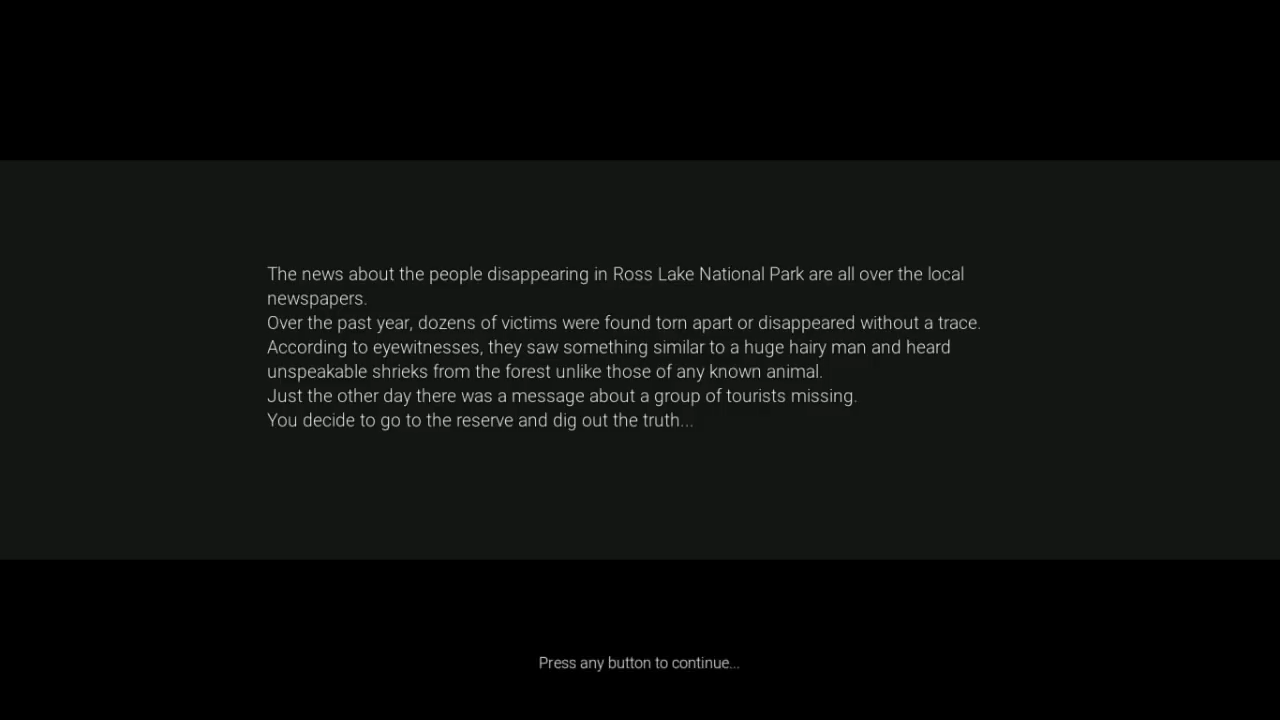 The news about the people disappearing in Ross Lake National Park are all over the local
newspapers.
Over the past year, dozens of victims were found torn apart or disappeared without a trace.
According to eyewitnesses, they saw something similar to a huge hairy man and heard
unspeakable shrieks from the forest unlike those of any known animal.
Just the other day there was a message about a group of tourists missing.
You decide to go to the reserve and dig out the truth...
Press any button to continue...